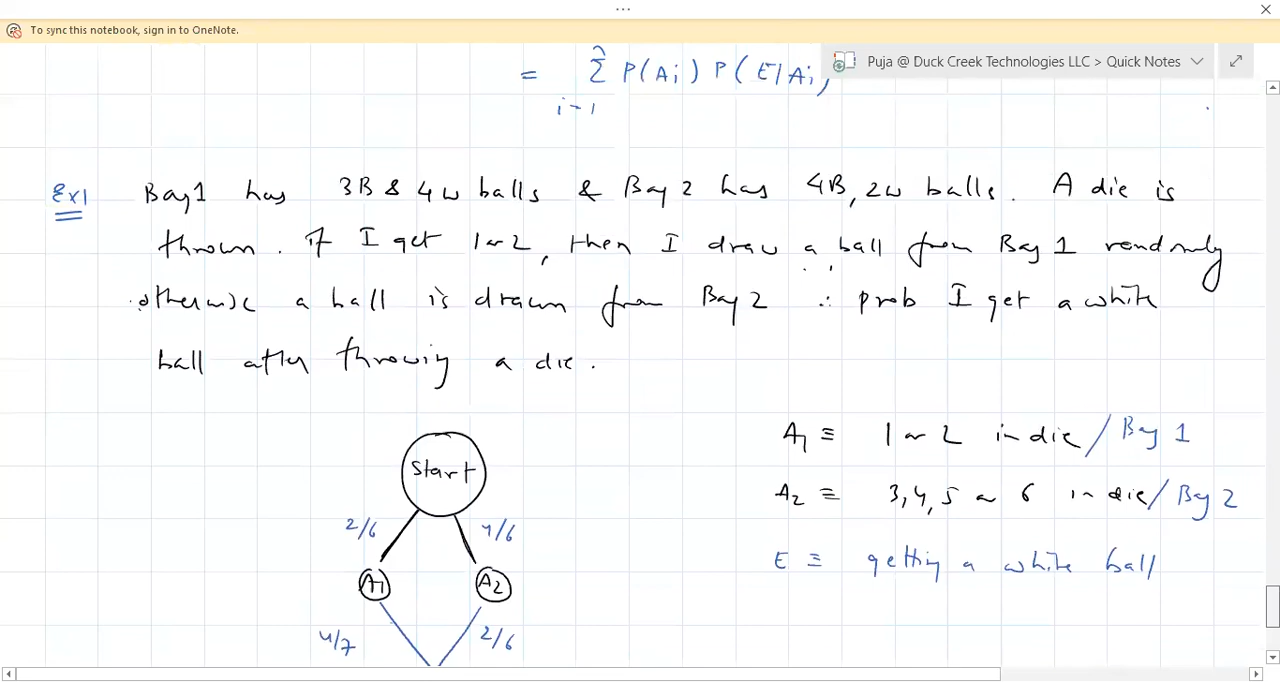 ...
To sync this notebook, sign in to OneNote.
Puja @ Duck Creek Technologies LLC > Quick Notes
= Σ P(Ai) P(E/Ai)
i-1
Ex1 Bag1 has 3B & 4w balls & Bag 2 has 4B, 2w balls. A die is
thrown. If I get 1 or 2, then I draw a ball from Bag 1 randomly
otherwise a ball is drawn from Bag 2 ∴ prob I get a white
ball after throwing a die.
A1 ≡ 1 or 2 in die / Bag 1
Start
A2 ≡ 3,4,5 or 6 in die / Bag 2
2/6 4/6
E ≡ getting a white ball
A1 A2
4/7 2/6